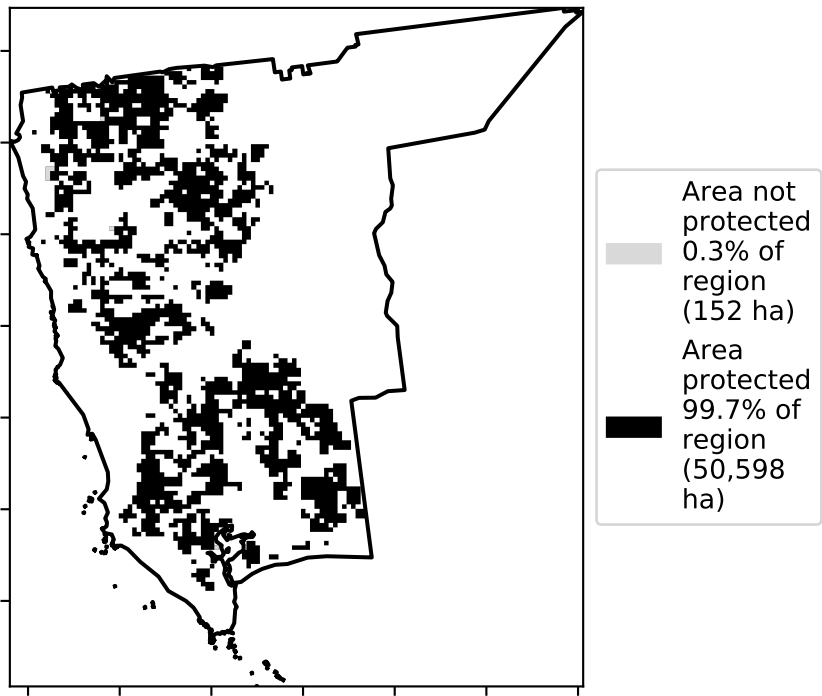 Area not
protected
0.3% of
region
(152 ha)
Area
protected
99.7% of
region
(50,598
ha)